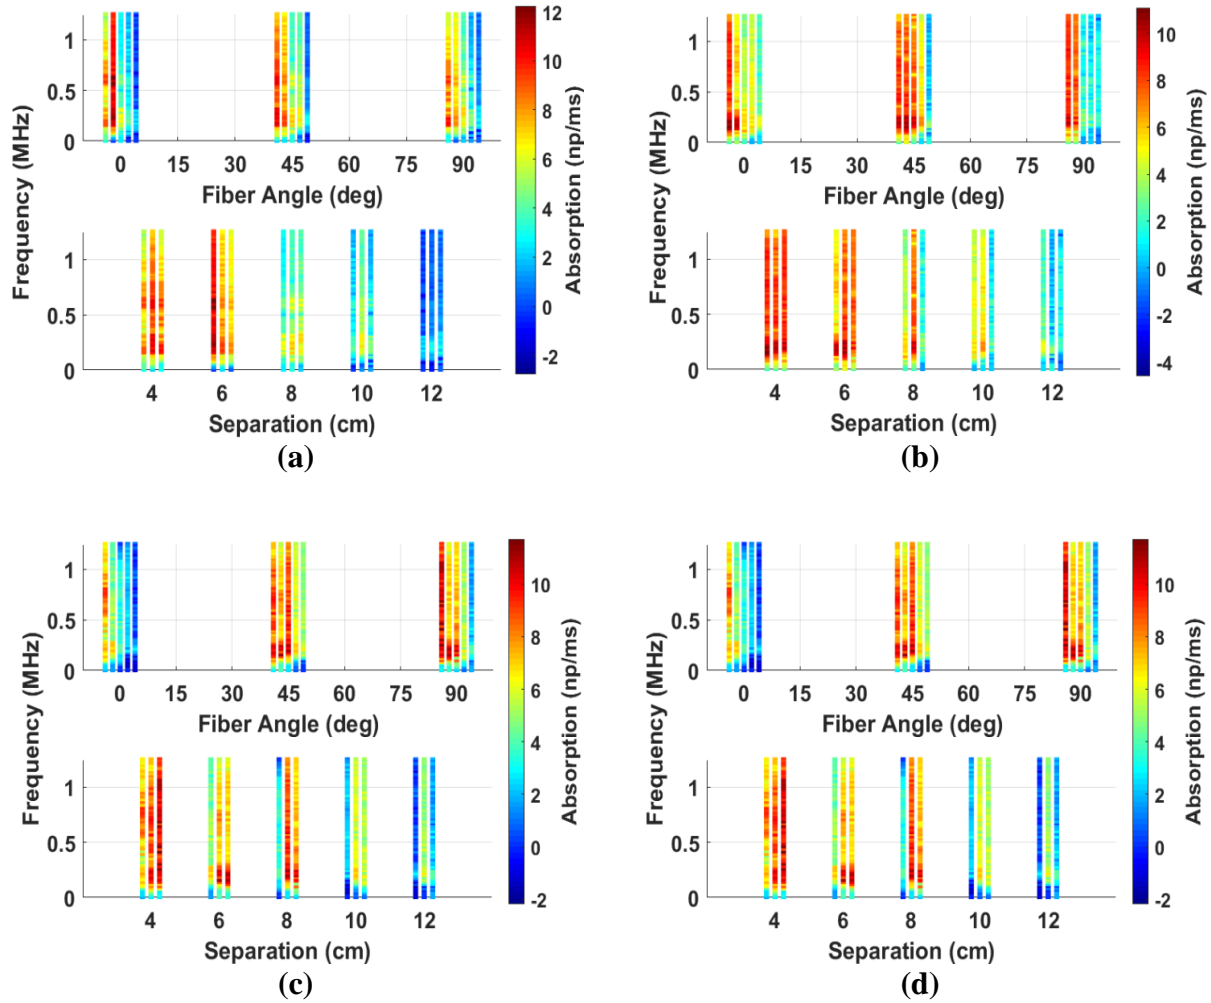 1
0.5
0
0 15 30 45 60 75 90
Fiber Angle (deg)
Frequency (MHz)
1
0.5
0
4 6 8 10 12
Separation (cm)
12
10
8
6
4
2
0
-2
Absorption (np/ms)
(a)
1
0.5
0
0 15 30 45 60 75 90
Fiber Angle (deg)
Frequency (MHz)
1
0.5
0
4 6 8 10 12
Separation (cm)
10
8
6
4
2
0
-2
-4
Absorption (np/ms)
(b)
1
0.5
0
0 15 30 45 60 75 90
Fiber Angle (deg)
Frequency (MHz)
1
0.5
0
4 6 8 10 12
Separation (cm)
10
8
6
4
2
0
-2
Absorption (np/ms)
(c)
1
0.5
0
0 15 30 45 60 75 90
Fiber Angle (deg)
Frequency (MHz)
1
0.5
0
4 6 8 10 12
Separation (cm)
10
8
6
4
2
0
-2
Absorption (np/ms)
(d)